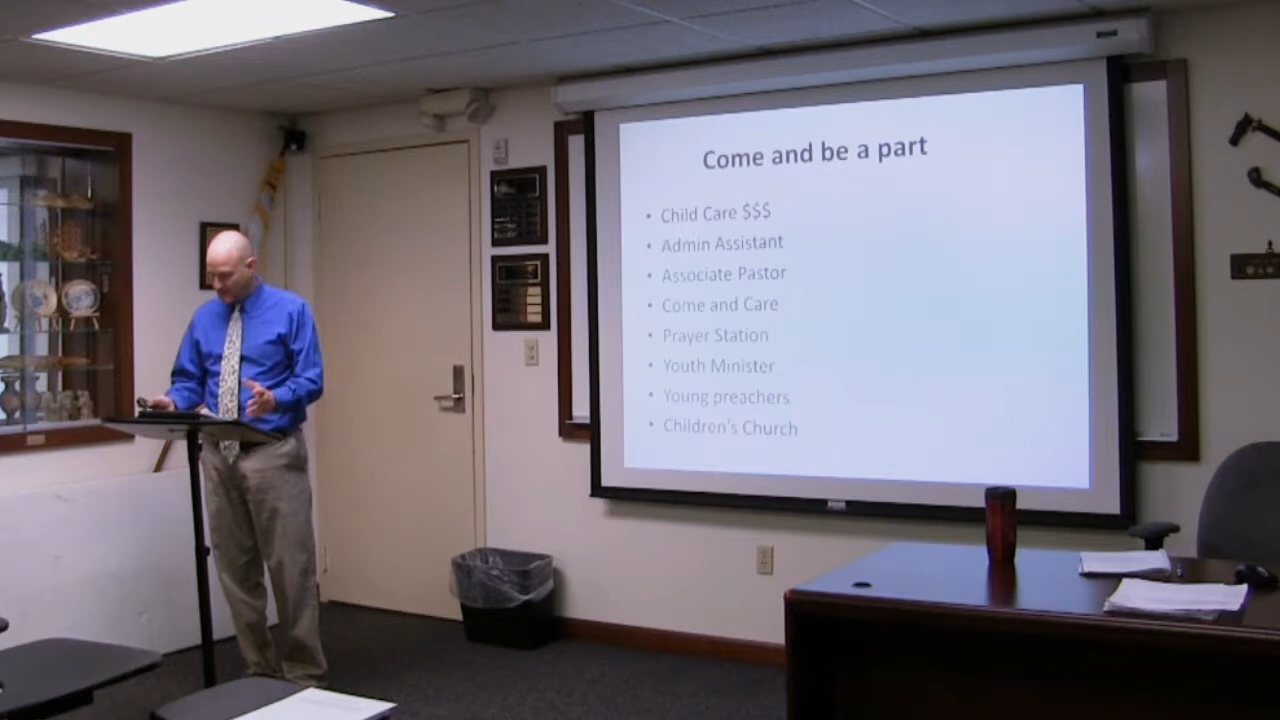 Come and be a part
• Child Care $$$
• Admin Assistant
• Associate Pastor
• Come and Care
• Prayer Station
• Youth Minister
• Young preachers
• Children's Church